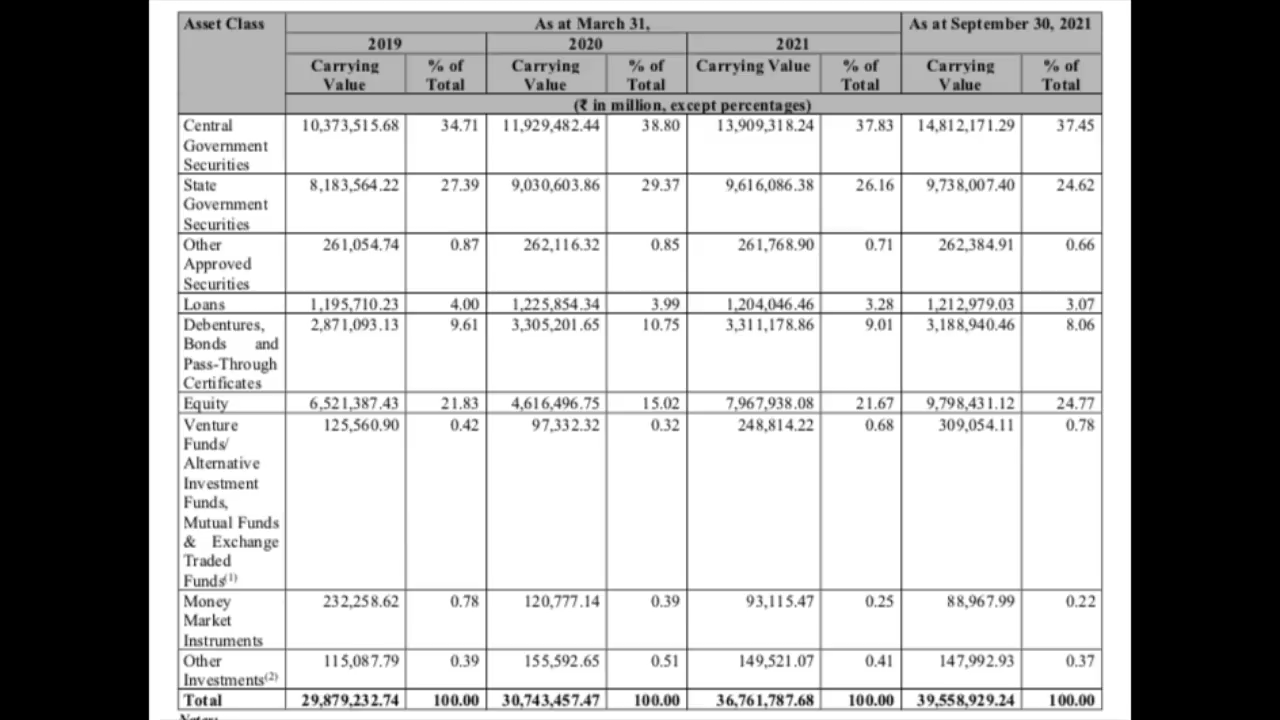 Asset Class As at March 31, As at September 30, 2021
2019 2020 2021
Carrying % of Carrying % of Carrying Value % of Carrying % of
Value Total Value Total Total Value Total
(₹ in million, except percentages)
Central 10,373,515.68 34.71 11,929,482.44 38.80 13,909,318.24 37.83 14,812,171.29 37.45
Government
Securities
State 8,183,564.22 27.39 9,030,603.86 29.37 9,616,086.38 26.16 9,738,007.40 24.62
Government
Securities
Other 261,054.74 0.87 262,116.32 0.85 261,768.90 0.71 262,384.91 0.66
Approved
Securities
Loans 1,195,710.23 4.00 1,225,854.34 3.99 1,204,046.46 3.28 1,212,979.03 3.07
Debentures, 2,871,093.13 9.61 3,305,201.65 10.75 3,311,178.86 9.01 3,188,940.46 8.06
Bonds and
Pass-Through
Certificates
Equity 6,521,387.43 21.83 4,616,496.75 15.02 7,967,938.08 21.67 9,798,431.12 24.77
Venture 125,560.90 0.42 97,332.32 0.32 248,814.22 0.68 309,054.11 0.78
Funds/
Alternative
Investment
Funds,
Mutual Funds
& Exchange
Traded
Funds(1)
Money 232,258.62 0.78 120,777.14 0.39 93,115.47 0.25 88,967.99 0.22
Market
Instruments
Other 115,087.79 0.39 155,592.65 0.51 149,521.07 0.41 147,992.93 0.37
Investments(2)
Total 29,879,232.74 100.00 30,743,457.47 100.00 36,761,787.68 100.00 39,558,929.24 100.00